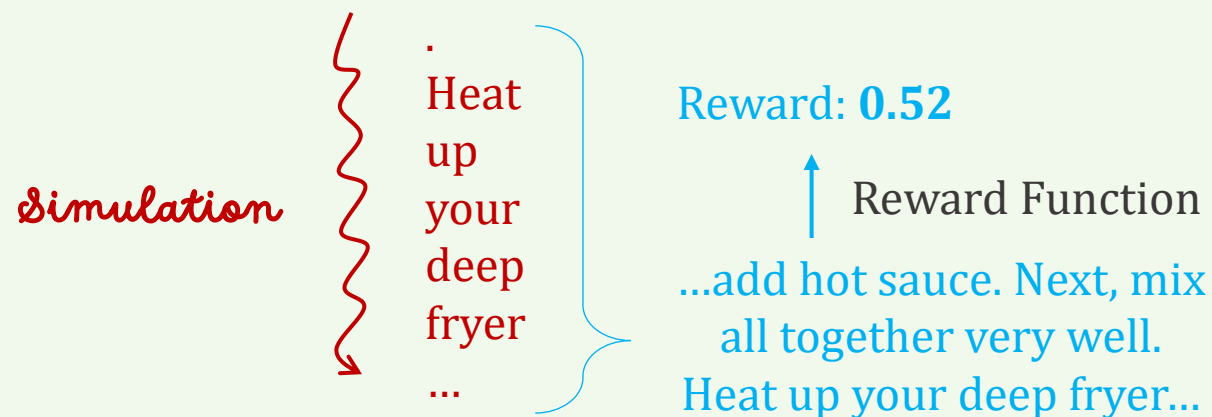 Simulation
.
Heat
up
your
deep
fryer
...
Reward: 0.52
Reward Function
...add hot sauce. Next, mix
all together very well.
Heat up your deep fryer...